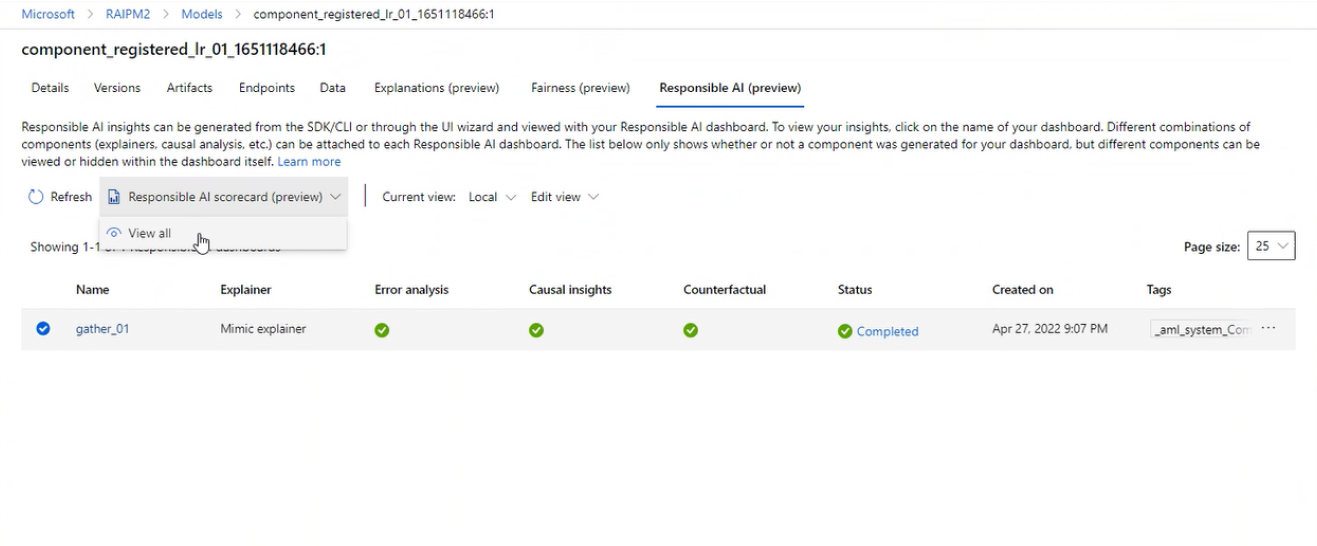 Microsoft > RAIPM2 > Models > component_registered_lr_01_1651118466:1
component_registered_lr_01_1651118466:1
Details Versions Artifacts Endpoints Data Explanations (preview) Fairness (preview) Responsible AI (preview)
Responsible AI insights can be generated from the SDK/CLI or through the UI wizard and viewed with your Responsible AI dashboard. To view your insights, click on the name of your dashboard. Different combinations of
components (explainers, causal analysis, etc.) can be attached to each Responsible AI dashboard. The list below only shows whether or not a component was generated for your dashboard, but different components can be
viewed or hidden within the dashboard itself. Learn more
Refresh Responsible AI scorecard (preview) Current view: Local Edit view
View all
Showing 1-1 dashboards
Page size: 25
Name Explainer Error analysis Causal insights Counterfactual Status Created on Tags
gather_01 Mimic explainer Completed Apr 27, 2022 9:07 PM _aml_system_Com ...